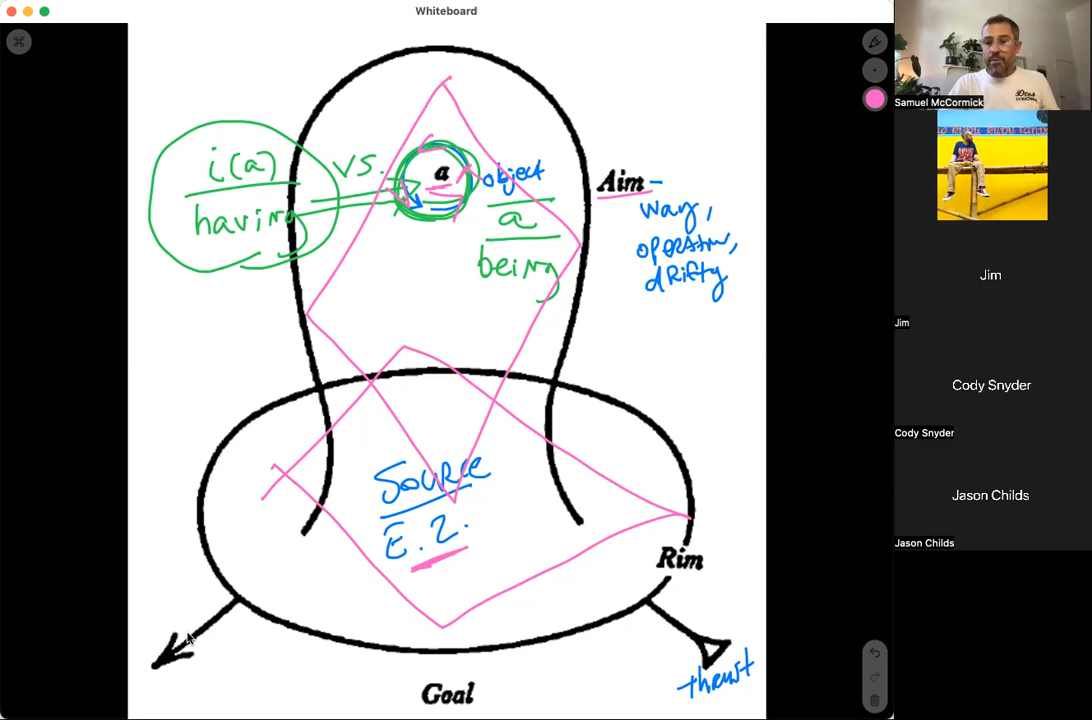 Whiteboard
Samuel McCormick
i(a)
having
vs.
a
object
a
being
Aim -
way,
operation,
drifty
Source
E.Z.
Rim
Goal
thrust
Jim
Jim
Cody Snyder
Cody Snyder
Jason Childs
Jason Childs